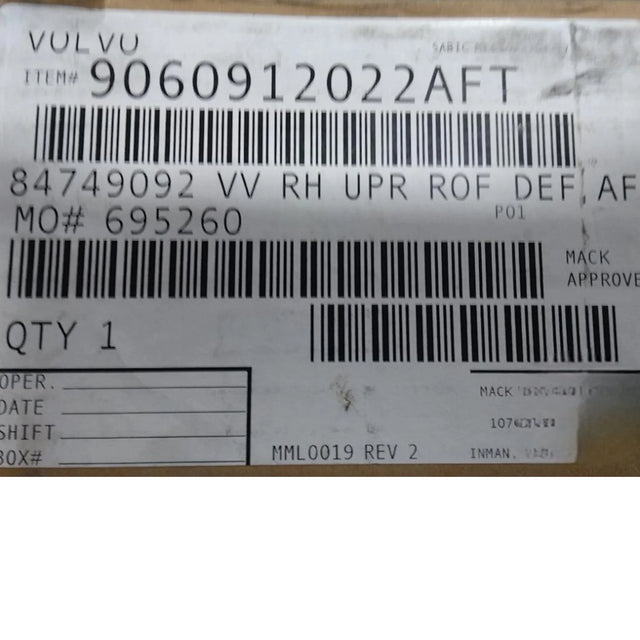 VOLVO
ITEM# 9060912022AFT
84749092 VV RH UPR ROF DEF, AF
P01
MO# 695260
MACK
APPROVE
QTY 1
OPER.
DATE
SHIFT
BOX#
MML0019 REV 2
MACK
INMAN.